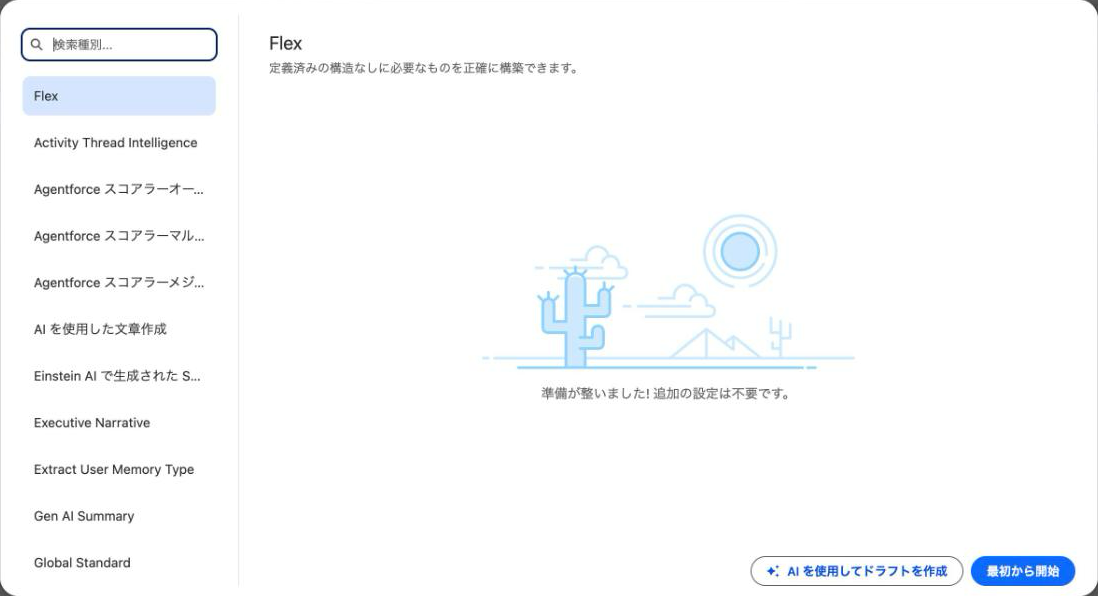 検索種別...
Flex
Activity Thread Intelligence
Agentforce スコアラーオー...
Agentforce スコアラーマル...
Agentforce スコアラーメジ...
AI を使用した文章作成
Einstein AI で生成された S...
Executive Narrative
Extract User Memory Type
Gen AI Summary
Global Standard
Flex
定義済みの構造なしに必要なものを正確に構築できます。
準備が整いました! 追加の設定は不要です。
AI を使用してドラフトを作成
最初から開始